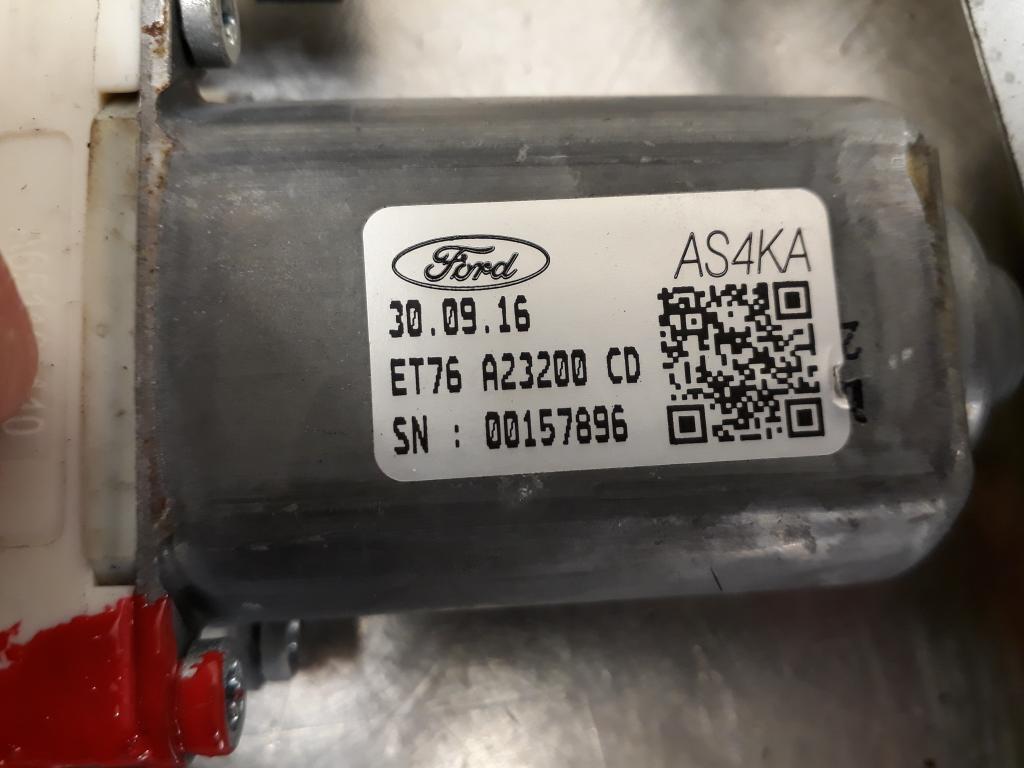 Ford
AS4KA
30.09.16
ET76 A23200 CD
SN : 00157896